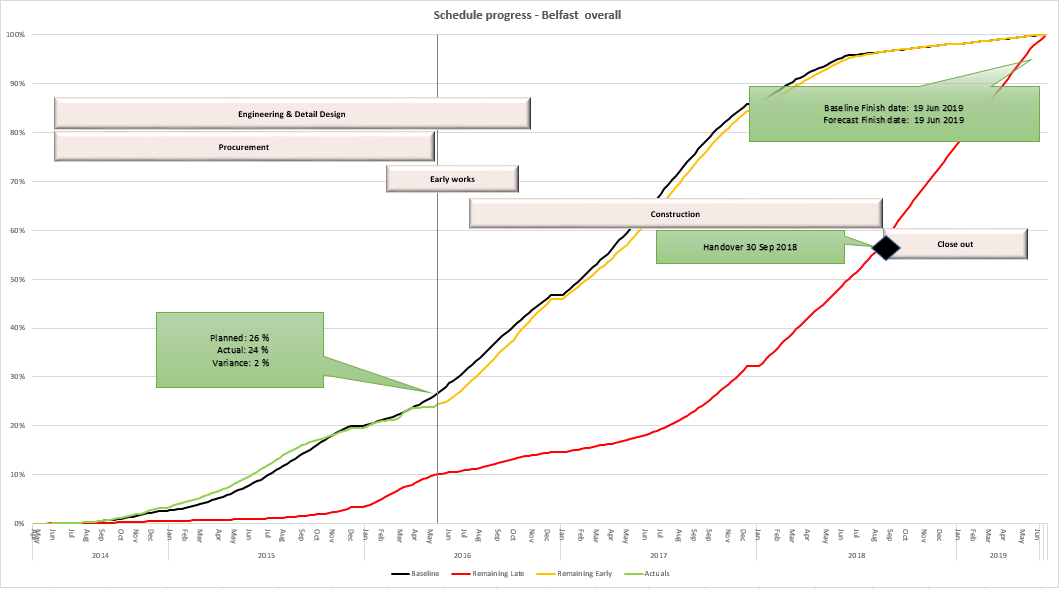 Schedule progress - Belfast overall
100%
90%
80%
70%
60%
50%
40%
30%
20%
10%
0%
Engineering & Detail Design
Procurement
Early works
Construction
Close out
Baseline Finish date: 19 Jun 2019
Forecast Finish date: 19 Jun 2019
Handover 30 Sep 2018
Planned: 26 %
Actual: 24 %
Variance: 2 %
May Jun Jul Aug Sep Oct Nov Dec Jan Feb Mar Apr May Jun Jul Aug Sep Oct Nov Dec Jan Feb Mar Apr May Jun Jul Aug Sep Oct Nov Dec Jan Feb Mar Apr May Jun Jul Aug Sep Sep Nov Dec Jan Feb Mar Apr May Jun Jul Aug Sep Oct Nov Dec Jan Feb Mar Apr May Jun
2014 2015 2016 2017 2018 2019
Baseline Remaining Late Remaining Early Actuals